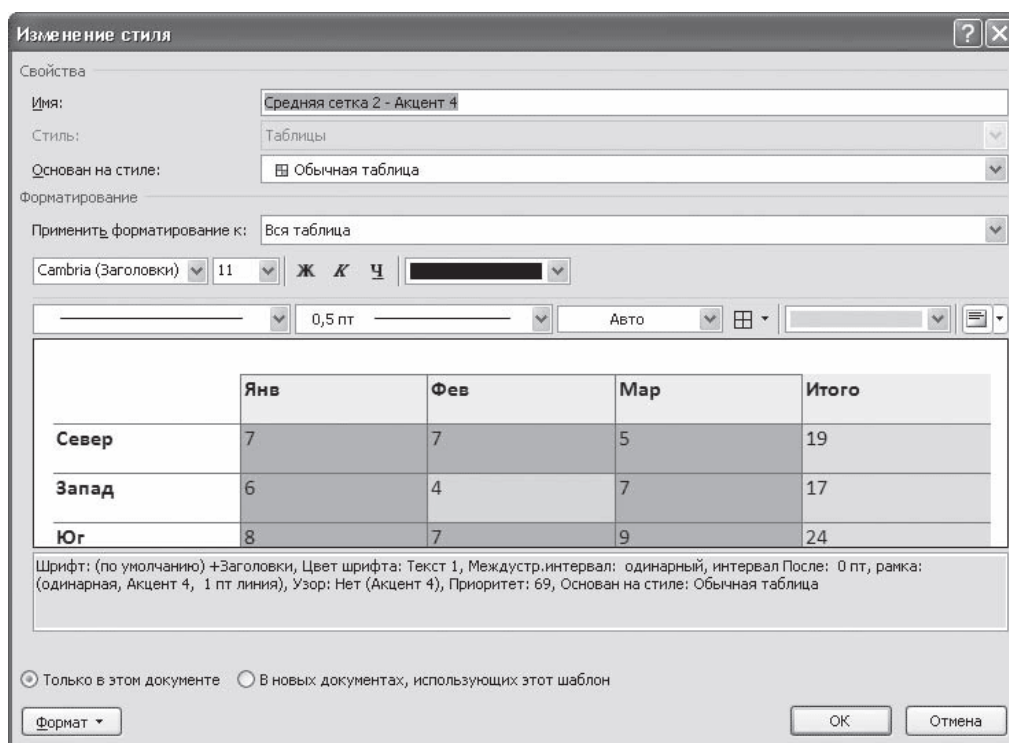 Изменение стиля
Свойства
Имя: Средняя сетка 2 - Акцент 4
Стиль: Таблицы
Основан на стиле: Обычная таблица
Форматирование
Применить форматирование к: Вся таблица
Cambria (Заголовки) 11 Ж К Ч
0,5 пт Авто
Янв Фев Мар Итого
Север 7 7 5 19
Запад 6 4 7 17
Юг 8 7 9 24
Шрифт: (по умолчанию) +Заголовки, Цвет шрифта: Текст 1, Междустр.интервал: одинарный, интервал После: 0 пт, рамка:
(одинарная, Акцент 4, 1 пт линия), Узор: Нет (Акцент 4), Приоритет: 69, Основан на стиле: Обычная таблица
Только в этом документе В новых документах, использующих этот шаблон
Формат ОК Отмена